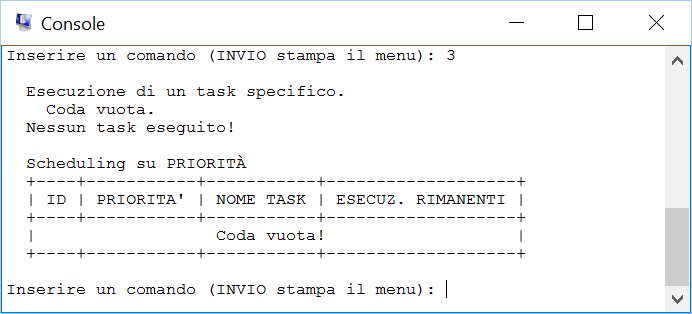 Console
Inserire un comando (INVIO stampa il menu): 3
Esecuzione di un task specifico.
Coda vuota.
Nessun task eseguito!
Scheduling su PRIORITÀ
+----+-----------+-----------+-------------------+
| ID | PRIORITA' | NOME TASK | ESECUZ. RIMANENTI |
+----+-----------+-----------+-------------------+
|                  Coda vuota!                   |
+----+-----------+-----------+-------------------+
Inserire un comando (INVIO stampa il menu):